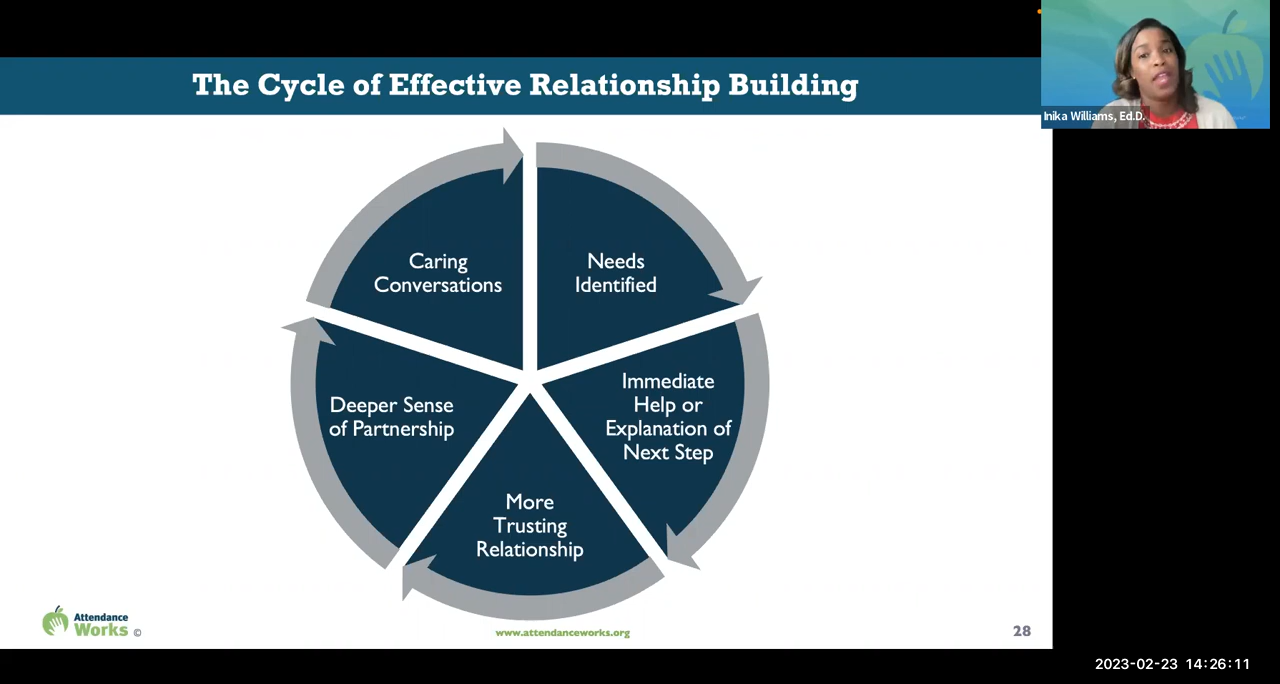 The Cycle of Effective Relationship Building
Inika Williams, Ed.D.
Caring
Conversations
Needs
Identified
Immediate
Help or
Explanation of
Next Step
More
Trusting
Relationship
Deeper Sense
of Partnership
Attendance
Works ©
www.attendanceworks.org
28
2023-02-23 14:26:11